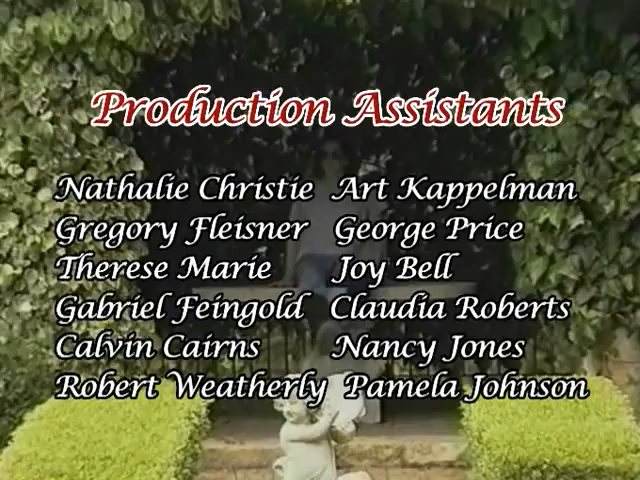 Production Assistants
Nathalie Christie Art Kappelman
Gregory Fleisner George Price
Therese Marie Joy Bell
Gabriel Feingold Claudia Roberts
Calvin Cairns Nancy Jones
Robert Weatherly Pamela Johnson